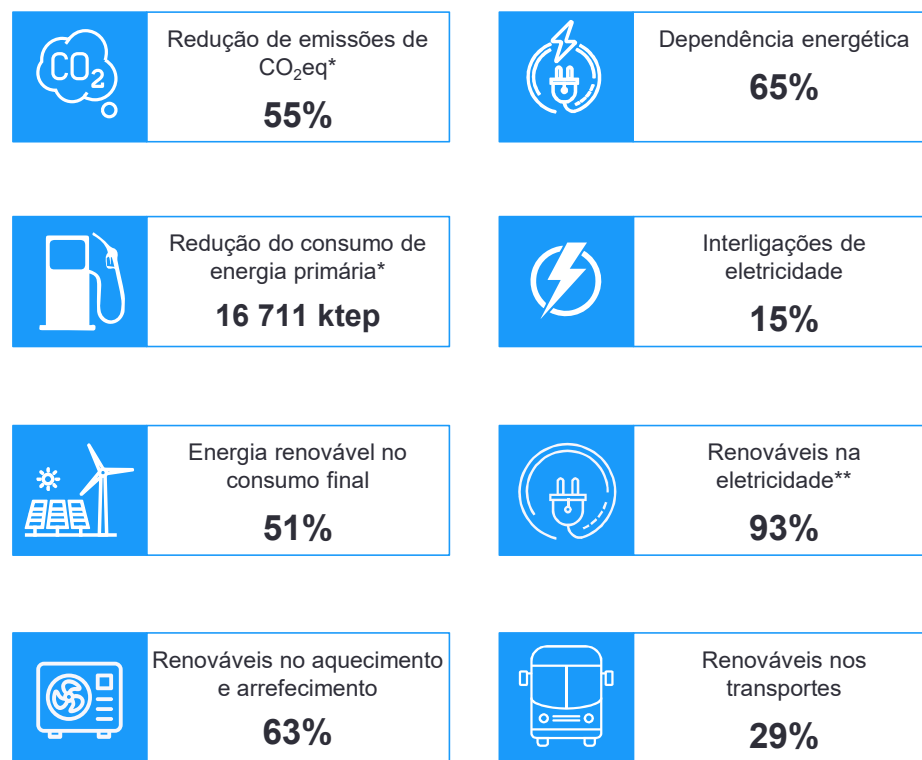 CO2
Redução de emissões de
CO₂eq*
55%
Dependência energética
65%
Redução do consumo de
energia primária*
16 711 ktep
Interligações de
eletricidade
15%
Energia renovável no
consumo final
51%
Renováveis na
eletricidade**
93%
Renováveis no aquecimento
e arrefecimento
63%
Renováveis nos
transportes
29%